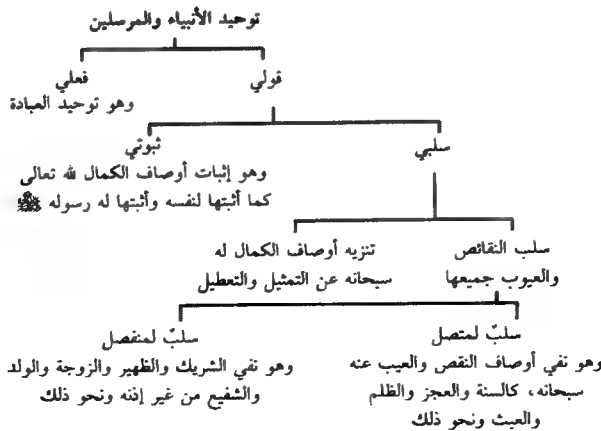 توحيد الأنبياء والمرسلين
قولي
فعلي
وهو توحيد العبادة
سلبي
ثبوتي
وهو إثبات أوصاف الكمال لله تعالى
كما أثبتها لنفسه وأثبتها له رسوله ﷺ
سلب النقائص
والعيوب جميعها
تنزيه أوصاف الكمال له
سبحانه عن التمثيل والتعطيل
سلبٌ لمتصل
وهو نفي أوصاف النقص والعيب عنه
سبحانه، كالسنة والعجز والظلم
والعبث ونحو ذلك
سلبٌ لمنفصل
وهو نفي الشريك والظهير والزوجة والولد
والشفيع من غير إذنه ونحو ذلك